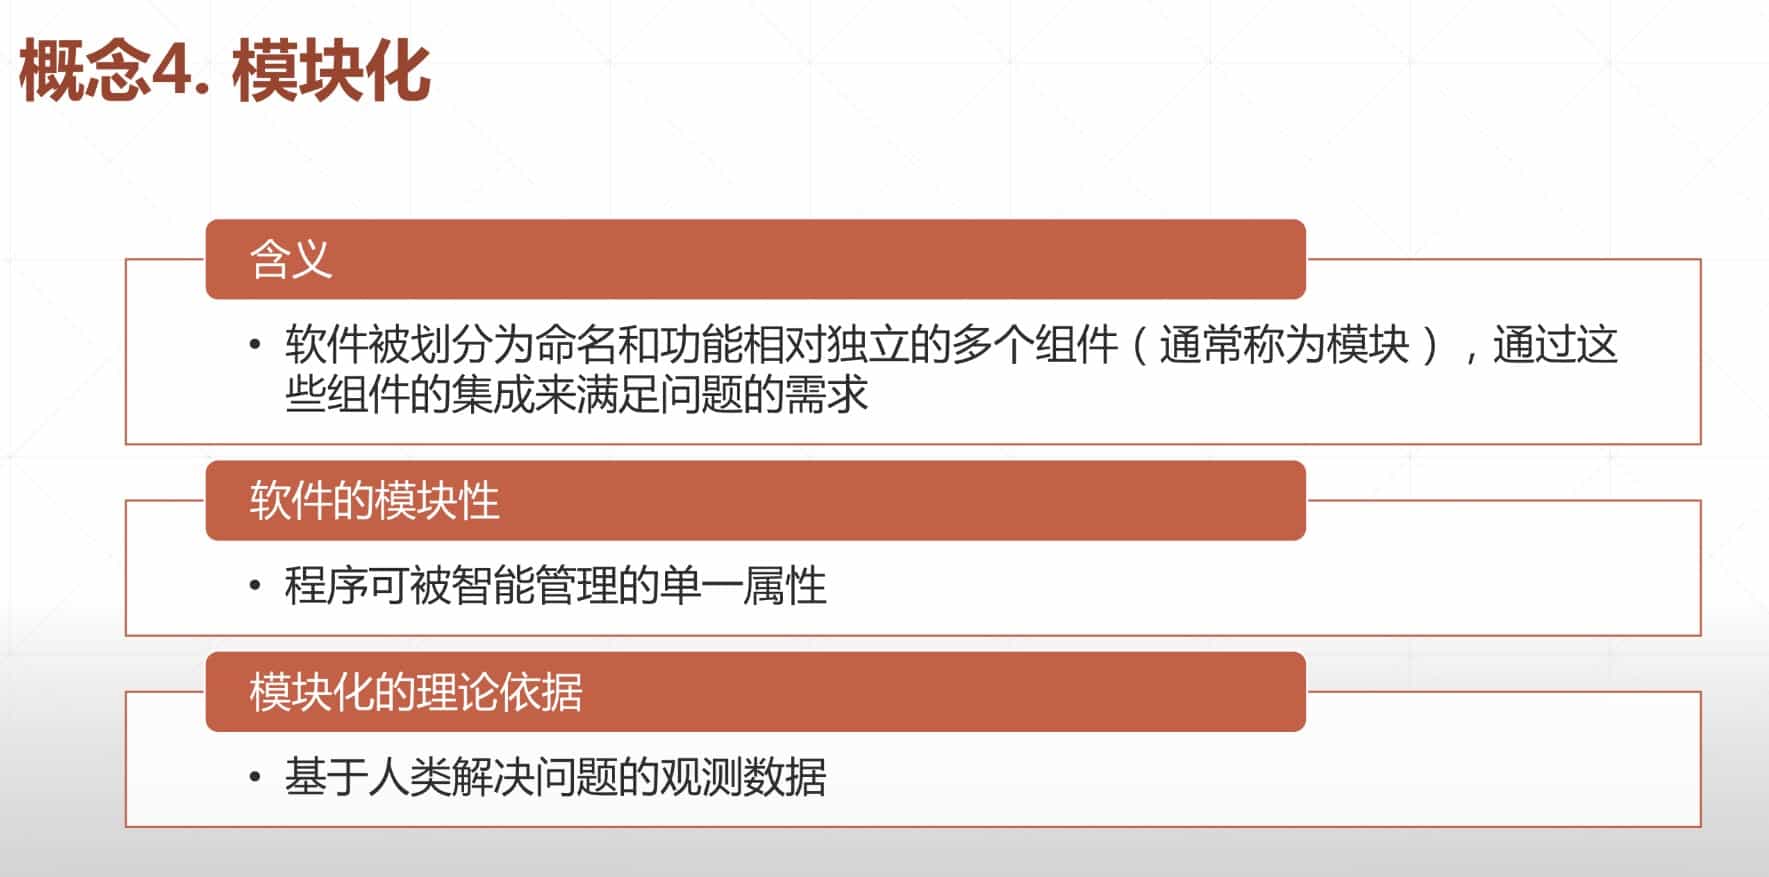 概念4. 模块化
含义
• 软件被划分为命名和功能相对独立的多个组件（通常称为模块），通过这
些组件的集成来满足问题的需求
软件的模块性
• 程序可被智能管理的单一属性
模块化的理论依据
• 基于人类解决问题的观测数据